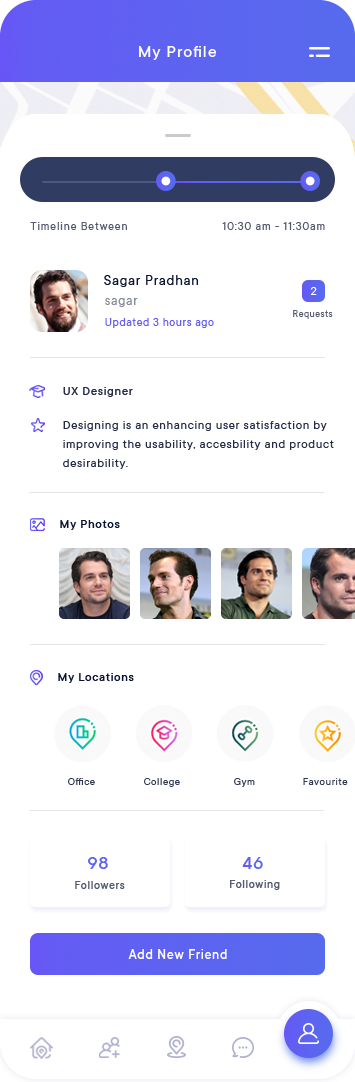 My Profile
Timeline Between 10:30 am - 11:30am
Sagar Pradhan
sagar
Updated 3 hours ago
2
Requests
UX Designer
Designing is an enhancing user satisfaction by
improving the usability, accesbility and product
desirability.
My Photos
My Locations
Office College Gym Favourite
98 46
Followers Following
Add New Friend